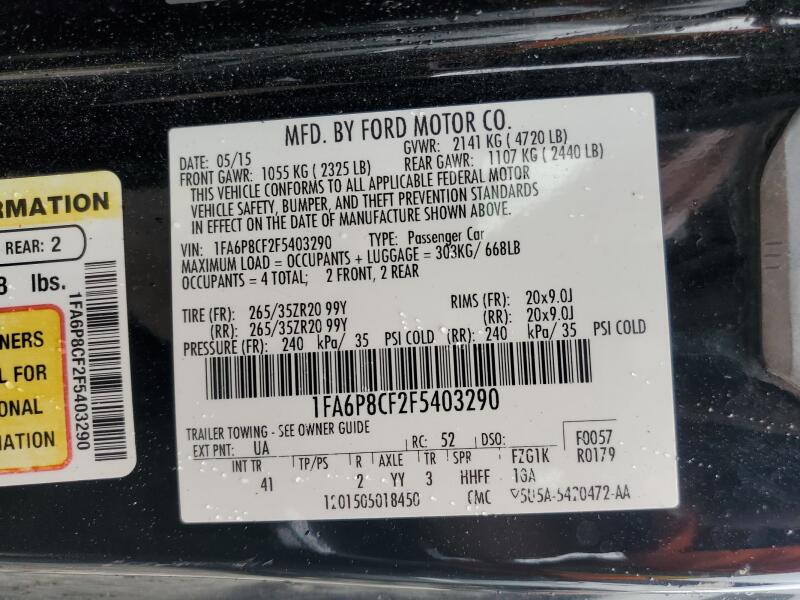 MFD. BY FORD MOTOR CO.
DATE: 05/15 GVWR: 2141 KG ( 4720 LB)
FRONT GAWR: 1055 KG ( 2325 LB) REAR GAWR: 1107 KG ( 2440 LB)
THIS VEHICLE CONFORMS TO ALL APPLICABLE FEDERAL MOTOR
VEHICLE SAFETY, BUMPER, AND THEFT PREVENTION STANDARDS
IN EFFECT ON THE DATE OF MANUFACTURE SHOWN ABOVE.
VIN: 1FA6P8CF2F5403290 TYPE: Passenger Car
MAXIMUM LOAD = OCCUPANTS + LUGGAGE = 303KG/ 668LB
OCCUPANTS = 4 TOTAL; 2 FRONT, 2 REAR
TIRE (FR): 265/35ZR20 99Y RIMS (FR): 20x9.0J
(RR): 265/35ZR20 99Y (RR): 20x9.0J
PRESSURE (FR): 240 kPa/ 35 PSI COLD (RR): 240 kPa/ 35 PSI COLD
1FA6P8CF2F5403290
TRAILER TOWING - SEE OWNER GUIDE
EXT PNT: UA RC: 52 DSO: F0057
INT TR TP/PS R AXLE TR SPR FZG1K R0179
41 2 YY 3 HHFF 1GA
1201505018450 CMC
RMATION
REAR: 2
8 lbs.
NERS
L FOR
ONAL
MATION
1FA6P8CF2F5403290